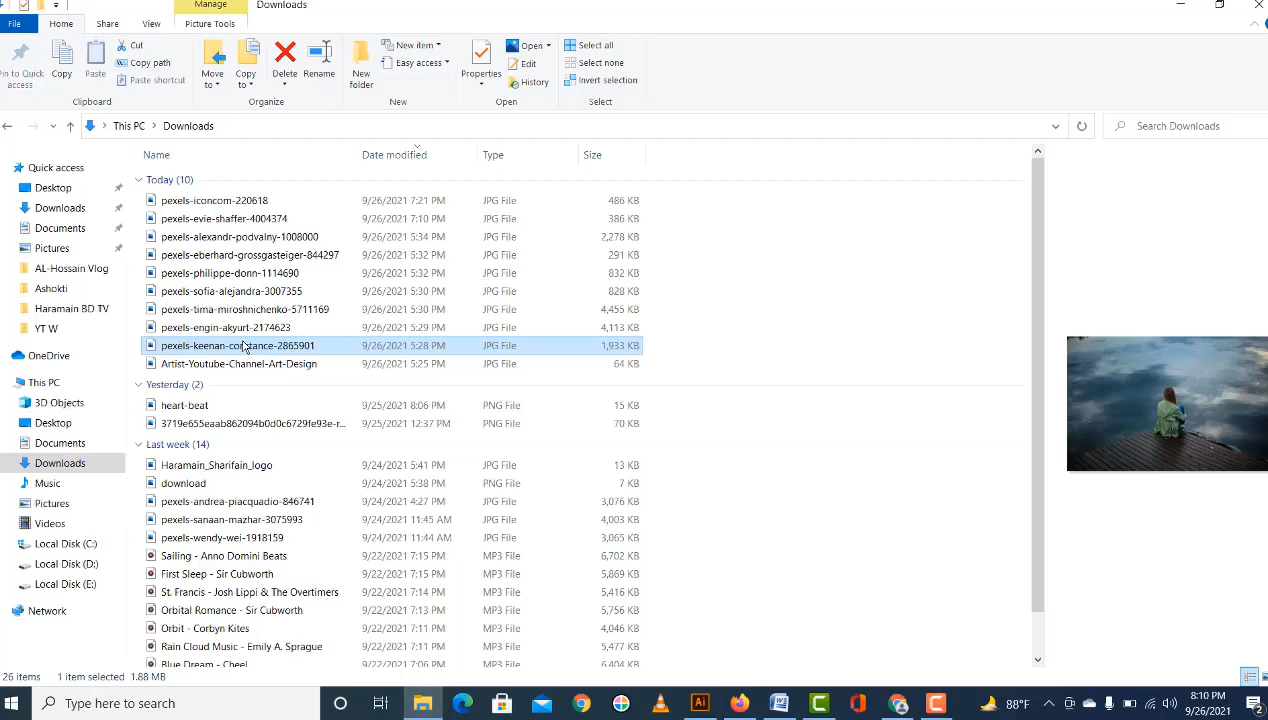 Manage
Downloads
File
Home
Share
View
Picture Tools
Pin to Quick access
Copy
Paste
Cut
Copy path
Paste shortcut
Clipboard
Move to
Copy to
Delete
Rename
Organize
New folder
New item
Easy access
New
Properties
Open
Edit
History
Open
Select all
Select none
Invert selection
Select
This PC > Downloads
Search Downloads
Name Date modified Type Size
Quick access
Desktop
Downloads
Documents
Pictures
AL-Hossain Vlog
Ashokti
Haramain BD TV
YT W
OneDrive
This PC
3D Objects
Desktop
Documents
Downloads
Music
Pictures
Videos
Local Disk (C:)
Local Disk (D:)
Local Disk (E:)
Network
Today (10)
pexels-iconcom-220618 9/26/2021 7:21 PM JPG File 486 KB
pexels-evie-shaffer-4004374 9/26/2021 7:10 PM JPG File 386 KB
pexels-alexandr-podvalny-1008000 9/26/2021 5:34 PM JPG File 2,278 KB
pexels-eberhard-grossgasteiger-844297 9/26/2021 5:32 PM JPG File 291 KB
pexels-philippe-donn-1114690 9/26/2021 5:32 PM JPG File 832 KB
pexels-sofia-alejandra-3007355 9/26/2021 5:30 PM JPG File 828 KB
pexels-tima-miroshnichenko-5711169 9/26/2021 5:30 PM JPG File 4,455 KB
pexels-engin-akyurt-2174623 9/26/2021 5:29 PM JPG File 4,113 KB
pexels-keenan-constance-2865901 9/26/2021 5:28 PM JPG File 1,933 KB
Artist-Youtube-Channel-Art-Design 9/26/2021 5:25 PM JPG File 64 KB
Yesterday (2)
heart-beat 9/25/2021 8:06 PM PNG File 15 KB
3719e655eaab862094b0d0c6729fe93e-r... 9/25/2021 12:37 PM PNG File 70 KB
Last week (14)
Haramain_Sharifain_logo 9/24/2021 5:41 PM JPG File 13 KB
download 9/24/2021 5:38 PM PNG File 7 KB
pexels-andrea-piacquadio-846741 9/24/2021 4:27 PM JPG File 3,076 KB
pexels-sanaan-mazhar-3075993 9/24/2021 11:45 AM JPG File 4,003 KB
pexels-wendy-wei-1918159 9/24/2021 11:44 AM JPG File 3,065 KB
Sailing - Anno Domini Beats 9/22/2021 7:15 PM MP3 File 6,702 KB
First Sleep - Sir Cubworth 9/22/2021 7:15 PM MP3 File 5,869 KB
St. Francis - Josh Lippi & The Overtimers 9/22/2021 7:14 PM MP3 File 5,416 KB
Orbital Romance - Sir Cubworth 9/22/2021 7:13 PM MP3 File 5,756 KB
Orbit - Corbyn Kites 9/22/2021 7:11 PM MP3 File 4,046 KB
Rain Cloud Music - Emily A. Sprague 9/22/2021 7:11 PM MP3 File 5,477 KB
Blue Dream - Cheel 9/22/2021 7:06 PM MP3 File 6,404 KB
26 items 1 item selected 1.88 MB
Type here to search
Ai
88°F
8:10 PM
9/26/2021
2